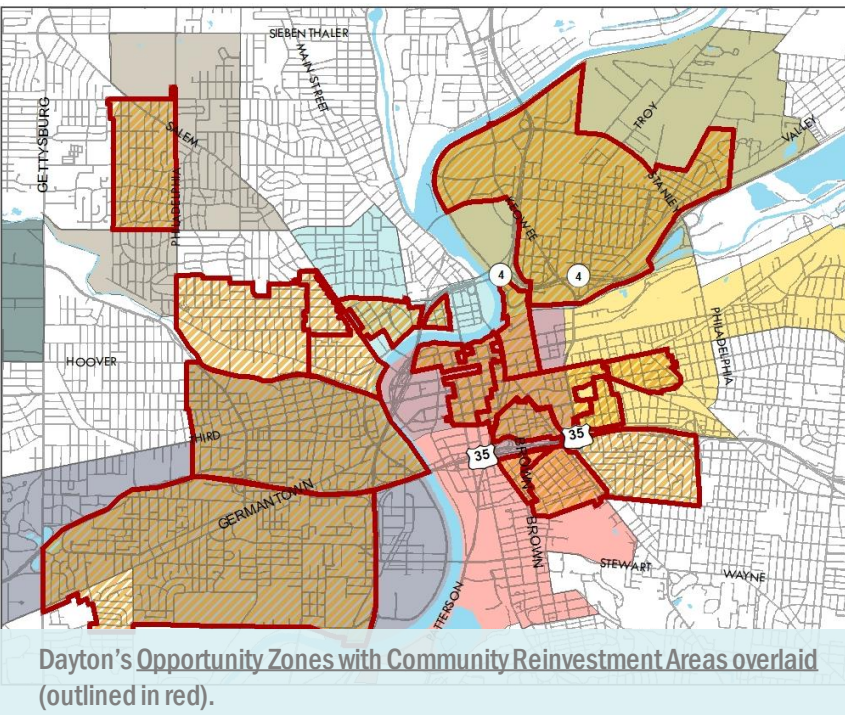 SIEBENTHALER
MAIN STREET
GETTYSBURG
SALEM
TROY
VALLEY
PHILADELPHIA
STANLEY
KEOWEE
4
4
HOOVER
PHILADELPHIA
THIRD
35
35
BROWN
GERMANTOWN
BROWN
STEWART
WAYNE
TTERSON
Dayton's Opportunity Zones with Community Reinvestment Areas overlaid
(outlined in red).